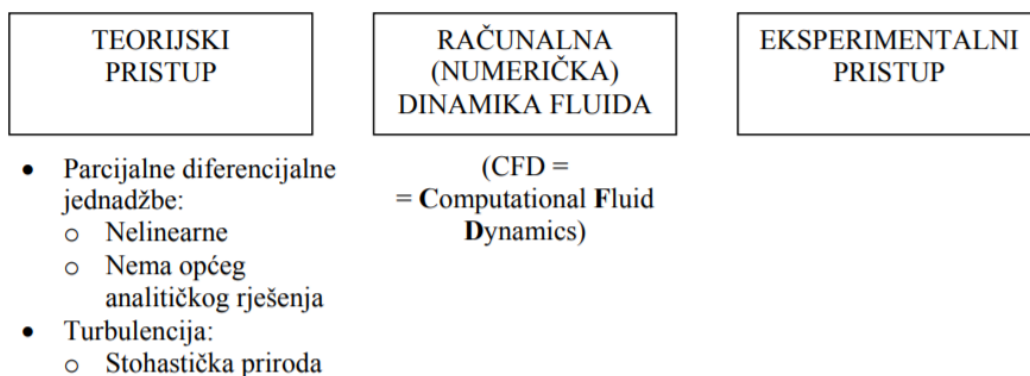 TEORIJSKI
PRISTUP
RAČUNALNA
(NUMERIČKA)
DINAMIKA FLUIDA
EKSPERIMENTALNI
PRISTUP
• Parcijalne diferencijalne
jednadžbe:
o Nelinearne
o Nema općeg
analitičkog rješenja
• Turbulencija:
o Stohastička priroda
(CFD =
= Computational Fluid
Dynamics)